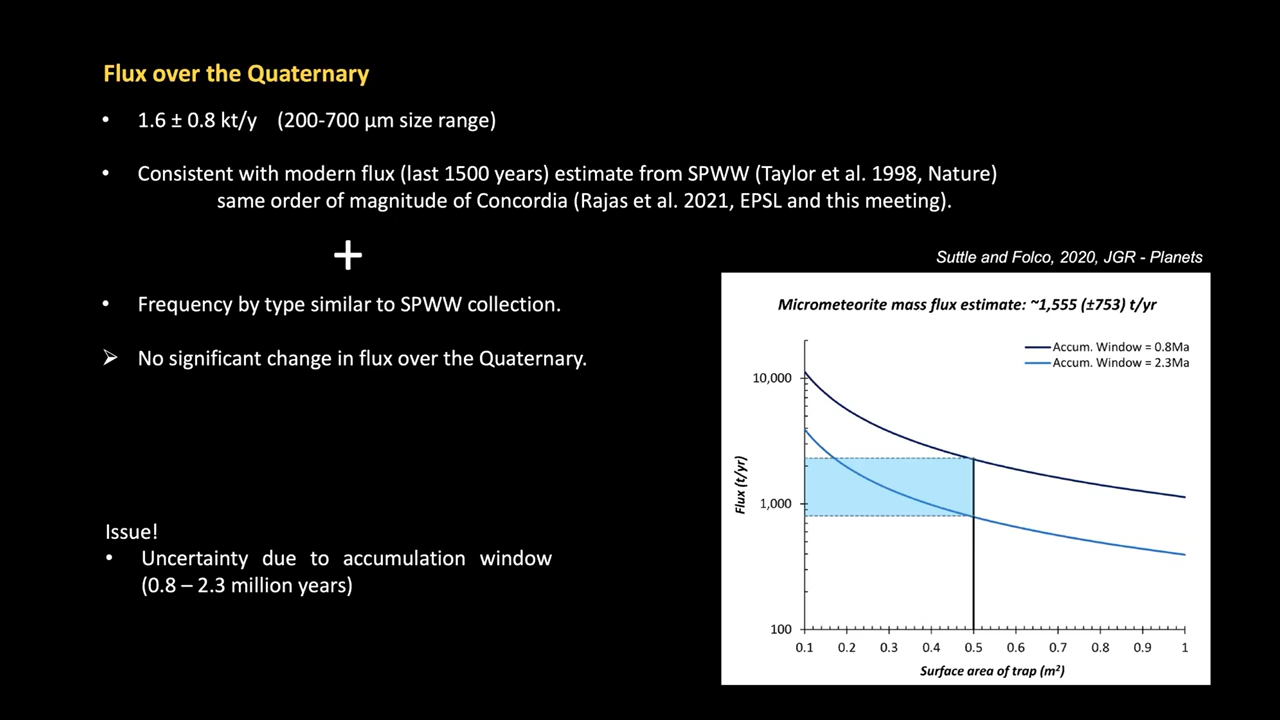 Flux over the Quaternary
• 1.6 ± 0.8 kt/y (200-700 µm size range)
• Consistent with modern flux (last 1500 years) estimate from SPWW (Taylor et al. 1998, Nature)
same order of magnitude of Concordia (Rajas et al. 2021, EPSL and this meeting).
+
• Frequency by type similar to SPWW collection.
➢ No significant change in flux over the Quaternary.
Issue!
• Uncertainty due to accumulation window
(0.8 – 2.3 million years)
Suttle and Folco, 2020, JGR - Planets
Micrometeorite mass flux estimate: ~1,555 (±753) t/yr
Accum. Window = 0.8Ma
Accum. Window = 2.3Ma
10,000
1,000
100
Flux (t/yr)
0.1 0.2 0.3 0.4 0.5 0.6 0.7 0.8 0.9 1
Surface area of trap (m²)